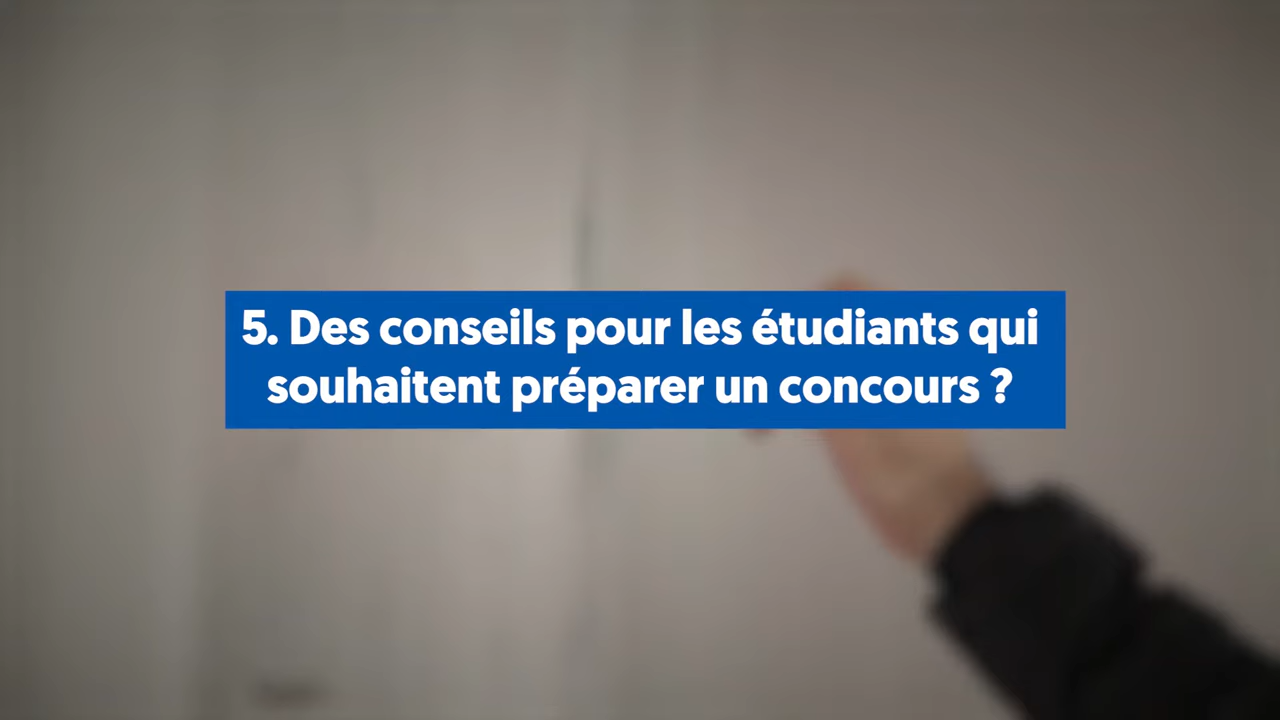 5. Des conseils pour les étudiants qui
souhaitent préparer un concours ?